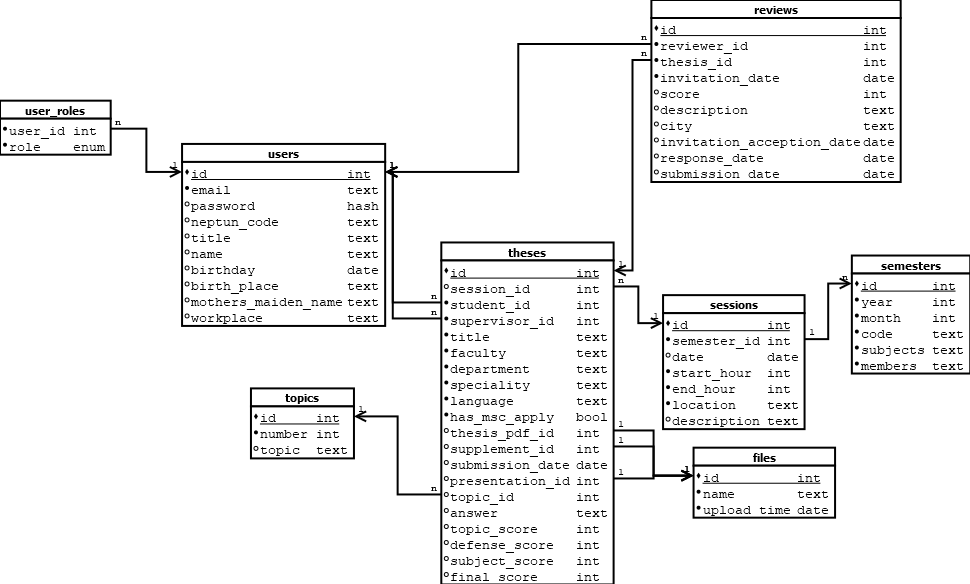 reviews
id int
reviewer_id int
thesis_id int
invitation_date date
score int
description text
city text
invitation_acception_date date
response_date date
submission_date date
n
n
user_roles
user_id int
role enum
n
1
users
id int
email text
password hash
neptun_code text
title text
name text
birthday date
birth_place text
mothers_maiden_name text
workplace text
1
theses
id int
session_id int
student_id int
supervisor_id int
title text
faculty text
department text
speciality text
language text
has_msc_apply bool
thesis_pdf_id int
supplement_id int
submission_date date
presentation_id int
topic_id int
answer text
topic_score int
defense_score int
subject_score int
final_score int
1
n
n
n
1
1
1
n
semesters
id int
year int
month int
code text
subjects text
members text
n
sessions
id int
semester_id int
date date
start_hour int
end_hour int
location text
description text
1
1
topics
id int
number int
topic text
1
files
id int
name text
upload_time date
1